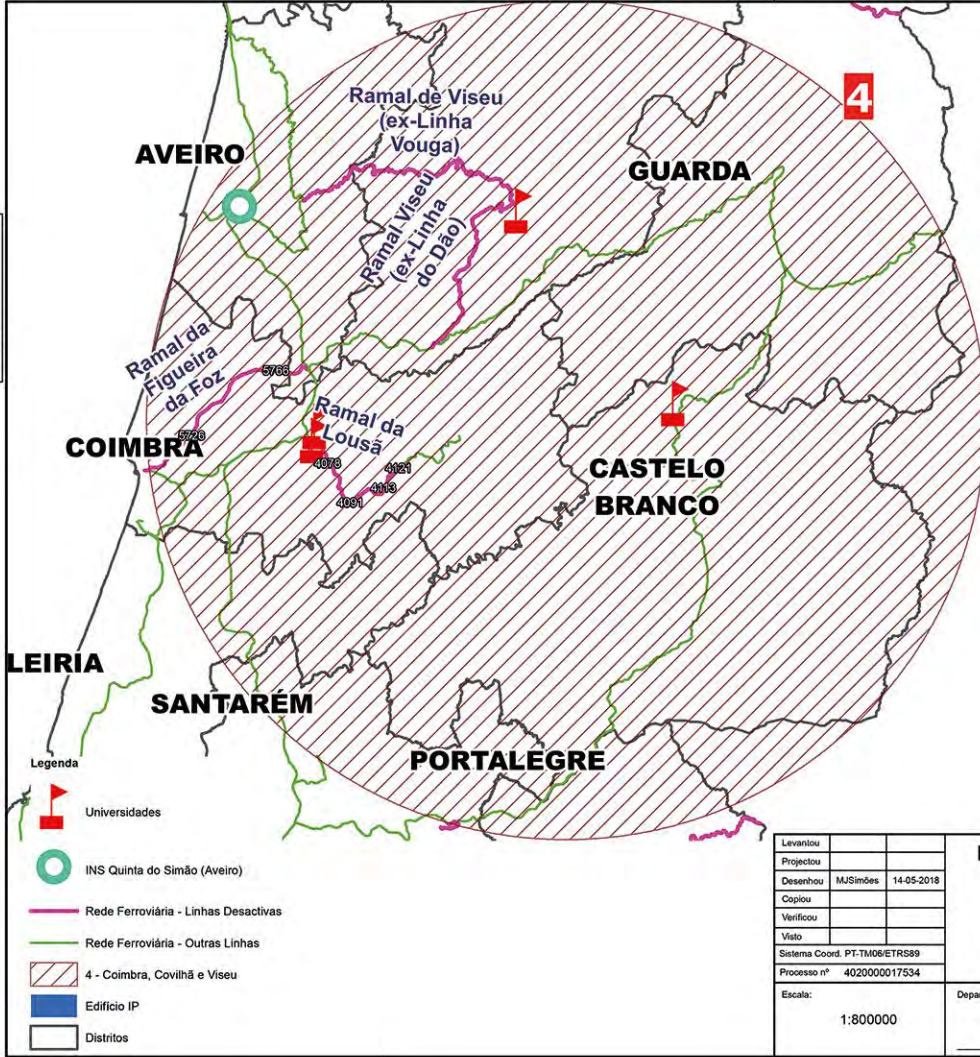 4
Ramal de Viseu
(ex-Linha
Vouga)
AVEIRO
GUARDA
Ramal Viseu
(ex-Linha
do Dão)
Ramal da
Figueira
da Foz
5766
5726
COIMBRA
Ramal da
Lousã
4078
4121
4113
4091
CASTELO
BRANCO
LEIRIA
SANTARÉM
PORTALEGRE
Legenda
Universidades
INS Quinta do Simão (Aveiro)
Rede Ferroviária - Linhas Desactivas
Rede Ferroviária - Outras Linhas
4 - Coimbra, Covilhã e Viseu
Edifício IP
Distritos
Levantou
Projectou
Desenhou MJSimões 14-05-2018
Copiou
Verificou
Visto
Sistema Coord. PT-TM06/ETRS89
Processo nº 4020000017534
Escala:
1:800000
Depa